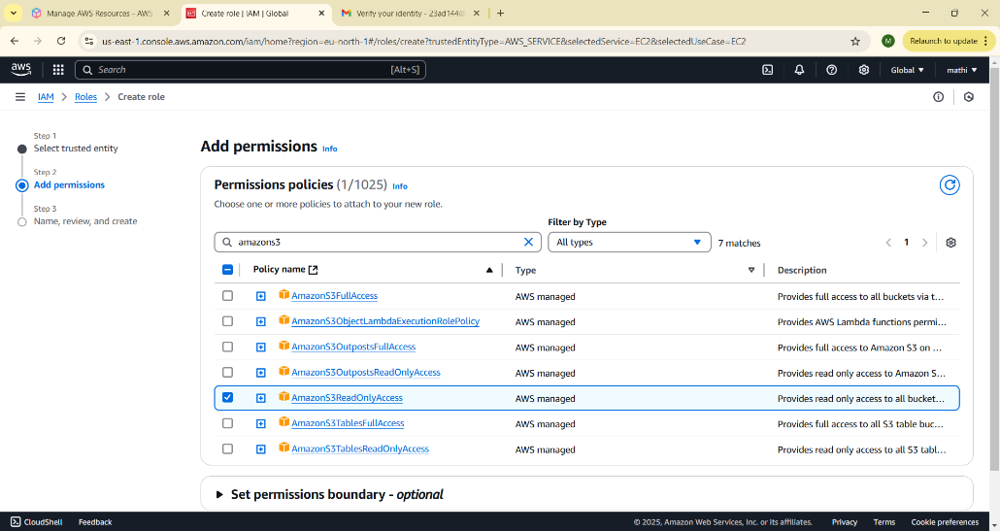 Manage AWS Resources - AWS
Create role | IAM | Global
Verify your identity - 23ad144@
us-east-1.console.aws.amazon.com/iam/home?region=eu-north-1#/roles/create?trustedEntityType=AWS_SERVICE&selectedService=EC2&selectedUseCase=EC2
M
Relaunch to update
aws
Search
[Alt+S]
Global
mathi
IAM
Roles
Create role
Step 1
Select trusted entity
Step 2
Add permissions
Step 3
Name, review, and create
Add permissions Info
Permissions policies (1/1025) Info
Choose one or more policies to attach to your new role.
Filter by Type
amazons3
All types
7 matches
1
Policy name
Type
Description
AmazonS3FullAccess AWS managed Provides full access to all buckets via t...
AmazonS3ObjectLambdaExecutionRolePolicy AWS managed Provides AWS Lambda functions permi...
AmazonS3OutpostsFullAccess AWS managed Provides full access to Amazon S3 on ...
AmazonS3OutpostsReadOnlyAccess AWS managed Provides read only access to Amazon S...
AmazonS3ReadOnlyAccess AWS managed Provides read only access to all bucket...
AmazonS3TablesFullAccess AWS managed Provides full access to all S3 table buc...
AmazonS3TablesReadOnlyAccess AWS managed Provides read only access to all S3 tabl...
Set permissions boundary - optional
CloudShell
Feedback
© 2025, Amazon Web Services, Inc. or its affiliates.
Privacy
Terms
Cookie preferences